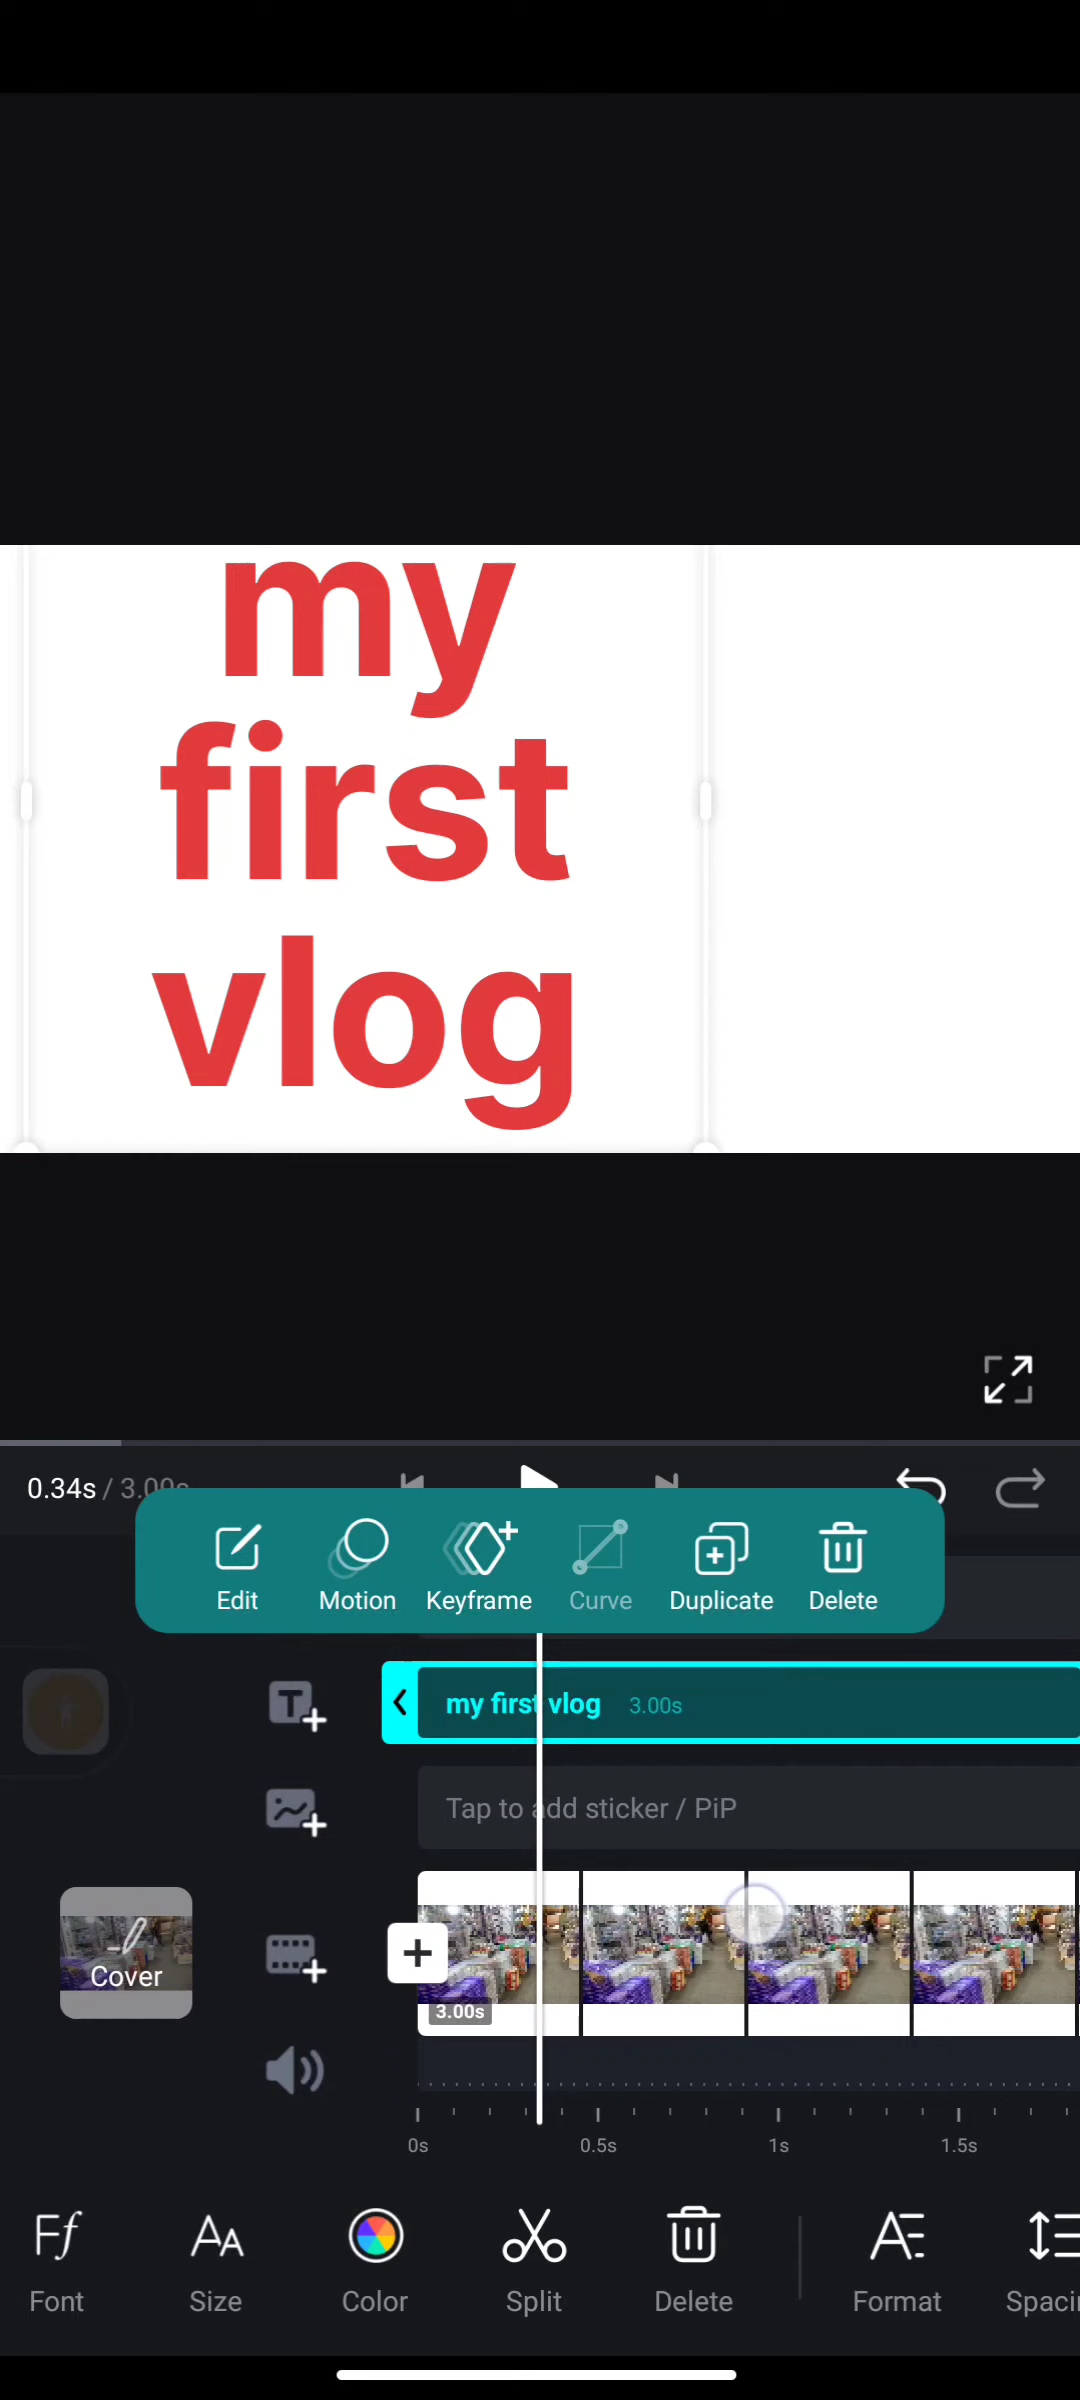 my
first
vlog
0.34s / 3.00s
Edit
Motion
Keyframe
Curve
Duplicate
Delete
my first vlog 3.00s
Tap to add sticker / PiP
Cover
3.00s
0s
0.5s
1s
1.5s
Ff
AA
Font
Size
Color
Split
Delete
Format
Spaci